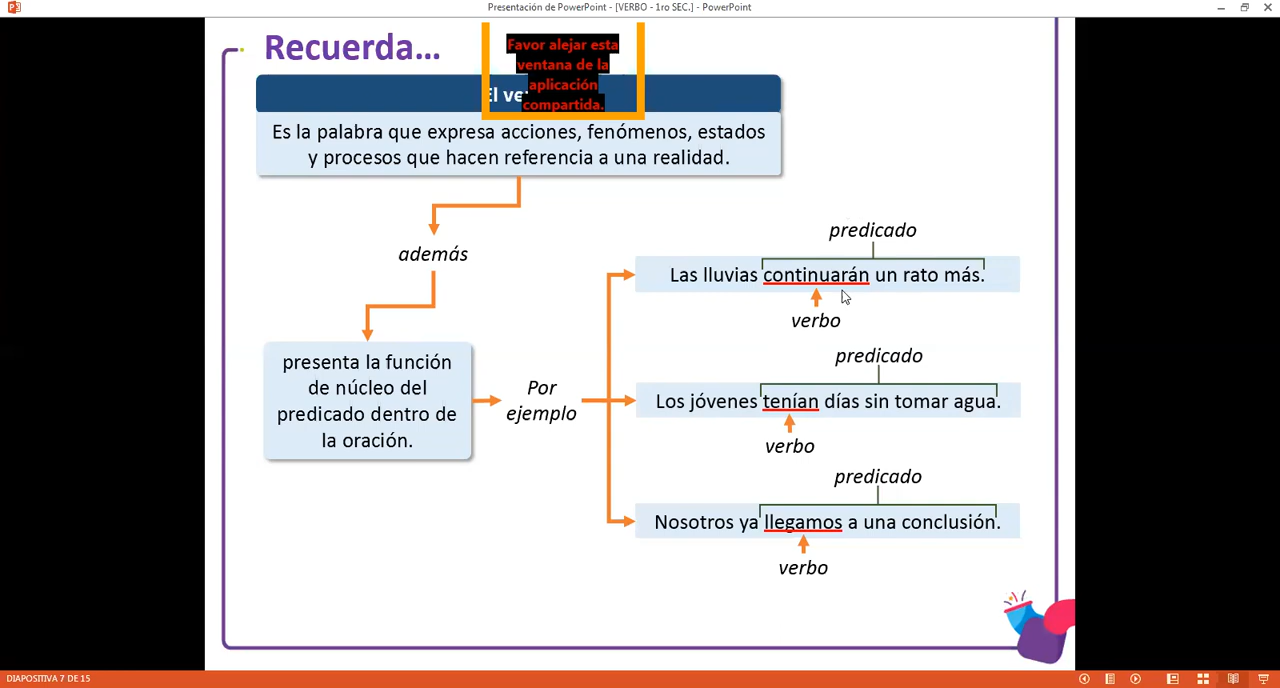 Presentación de PowerPoint - [VERBO - 1ro SEC.] - PowerPoint
Recuerda...
Favor alejar esta
ventana de la
aplicación
compartida.
El
Es la palabra que expresa acciones, fenómenos, estados
y procesos que hacen referencia a una realidad.
además
presenta la función
de núcleo del
predicado dentro de
la oración.
Por
ejemplo
predicado
Las lluvias continuarán un rato más.
verbo
predicado
Los jóvenes tenían días sin tomar agua.
verbo
predicado
Nosotros ya llegamos a una conclusión.
verbo
DIAPOSITIVA 7 DE 15